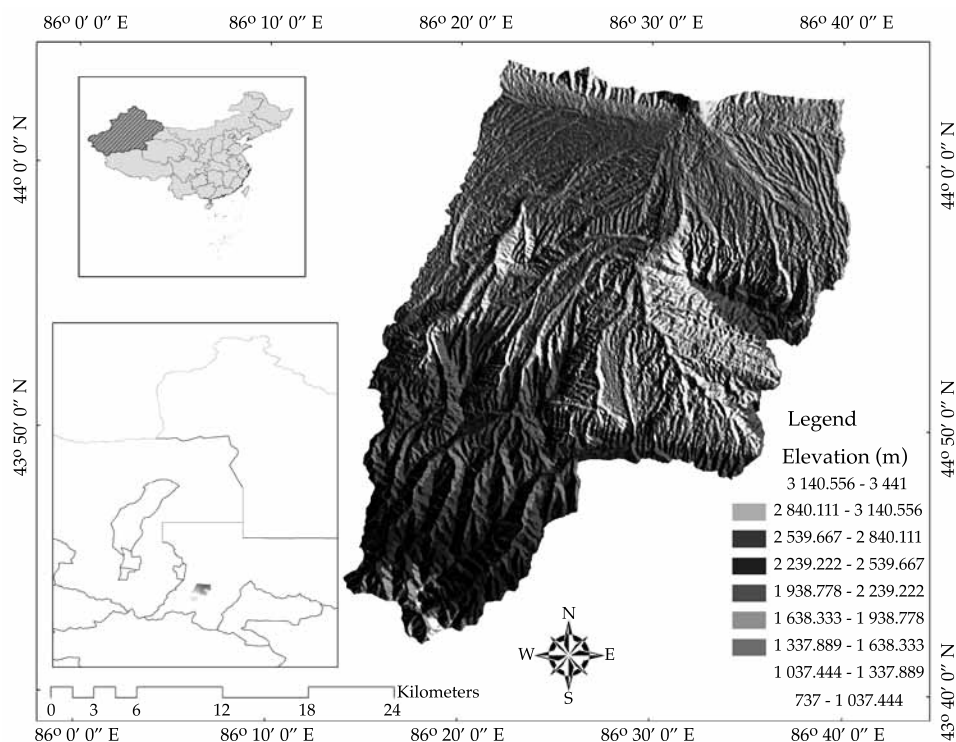 86º 0′ 0″ E 86º 10′ 0″ E 86º 20′ 0″ E 86º 30′ 0″ E 86º 40′ 0″ E
44º 0′ 0″ N
44º 0′ 0″ N
43º 50′ 0″ N
44º 50′ 0″ N
Legend
Elevation (m)
3 140.556 - 3 441
2 840.111 - 3 140.556
2 539.667 - 2 840.111
2 239.222 - 2 539.667
1 938.778 - 2 239.222
1 638.333 - 1 938.778
1 337.889 - 1 638.333
1 037.444 - 1 337.889
737 - 1 037.444
N
W E
S
Kilometers
0 3 6 12 18 24
43º 40′ 0″ N
86º 0′ 0″ E 86º 10′ 0″ E 86º 20′ 0″ E 86º 30′ 0″ E 86º 40′ 0″ E